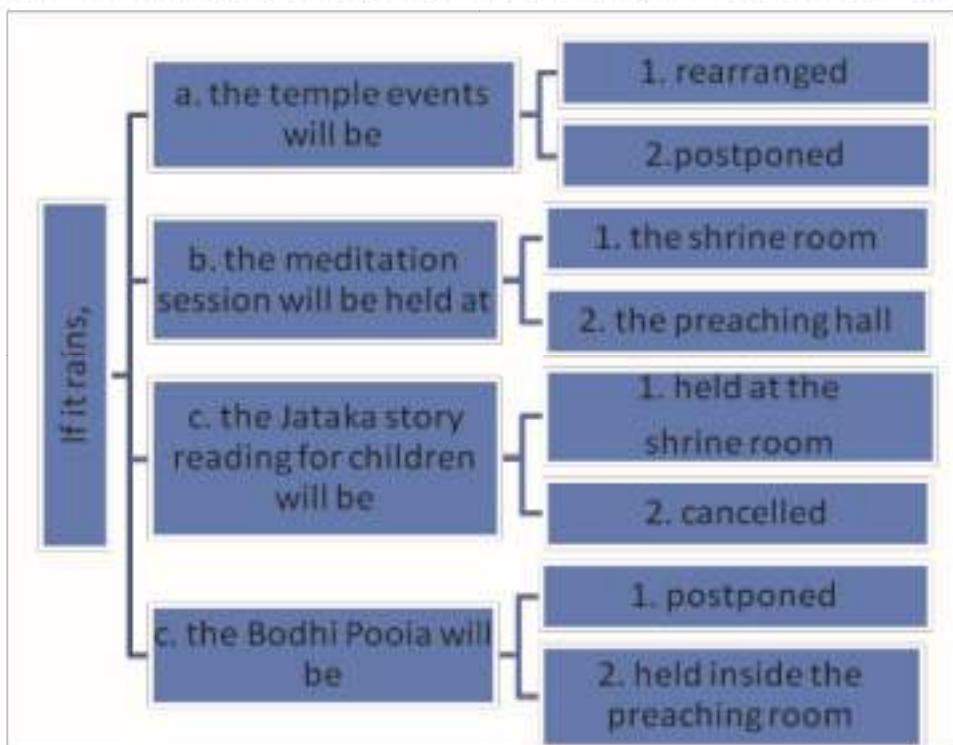 If it rains,
a. the temple events
will be
1. rearranged
2.postponed
b. the meditation
session will be held at
1. the shrine room
2. the preaching hall
c. the Jataka story
reading for children
will be
1. held at the
shrine room
2. cancelled
c. the Bodhi Pooja will
be
1. postponed
2. held inside the
preaching room